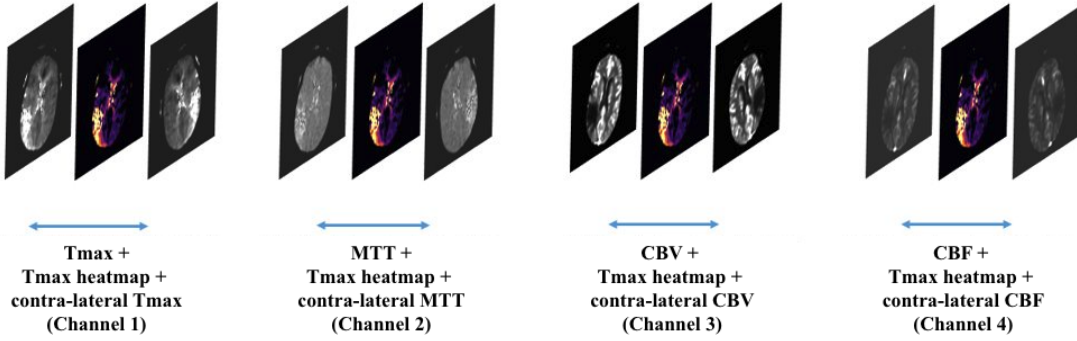 Tmax +
Tmax heatmap +
contra-lateral Tmax
(Channel 1)
MTT +
Tmax heatmap +
contra-lateral MTT
(Channel 2)
CBV +
Tmax heatmap +
contra-lateral CBV
(Channel 3)
CBF +
Tmax heatmap +
contra-lateral CBF
(Channel 4)